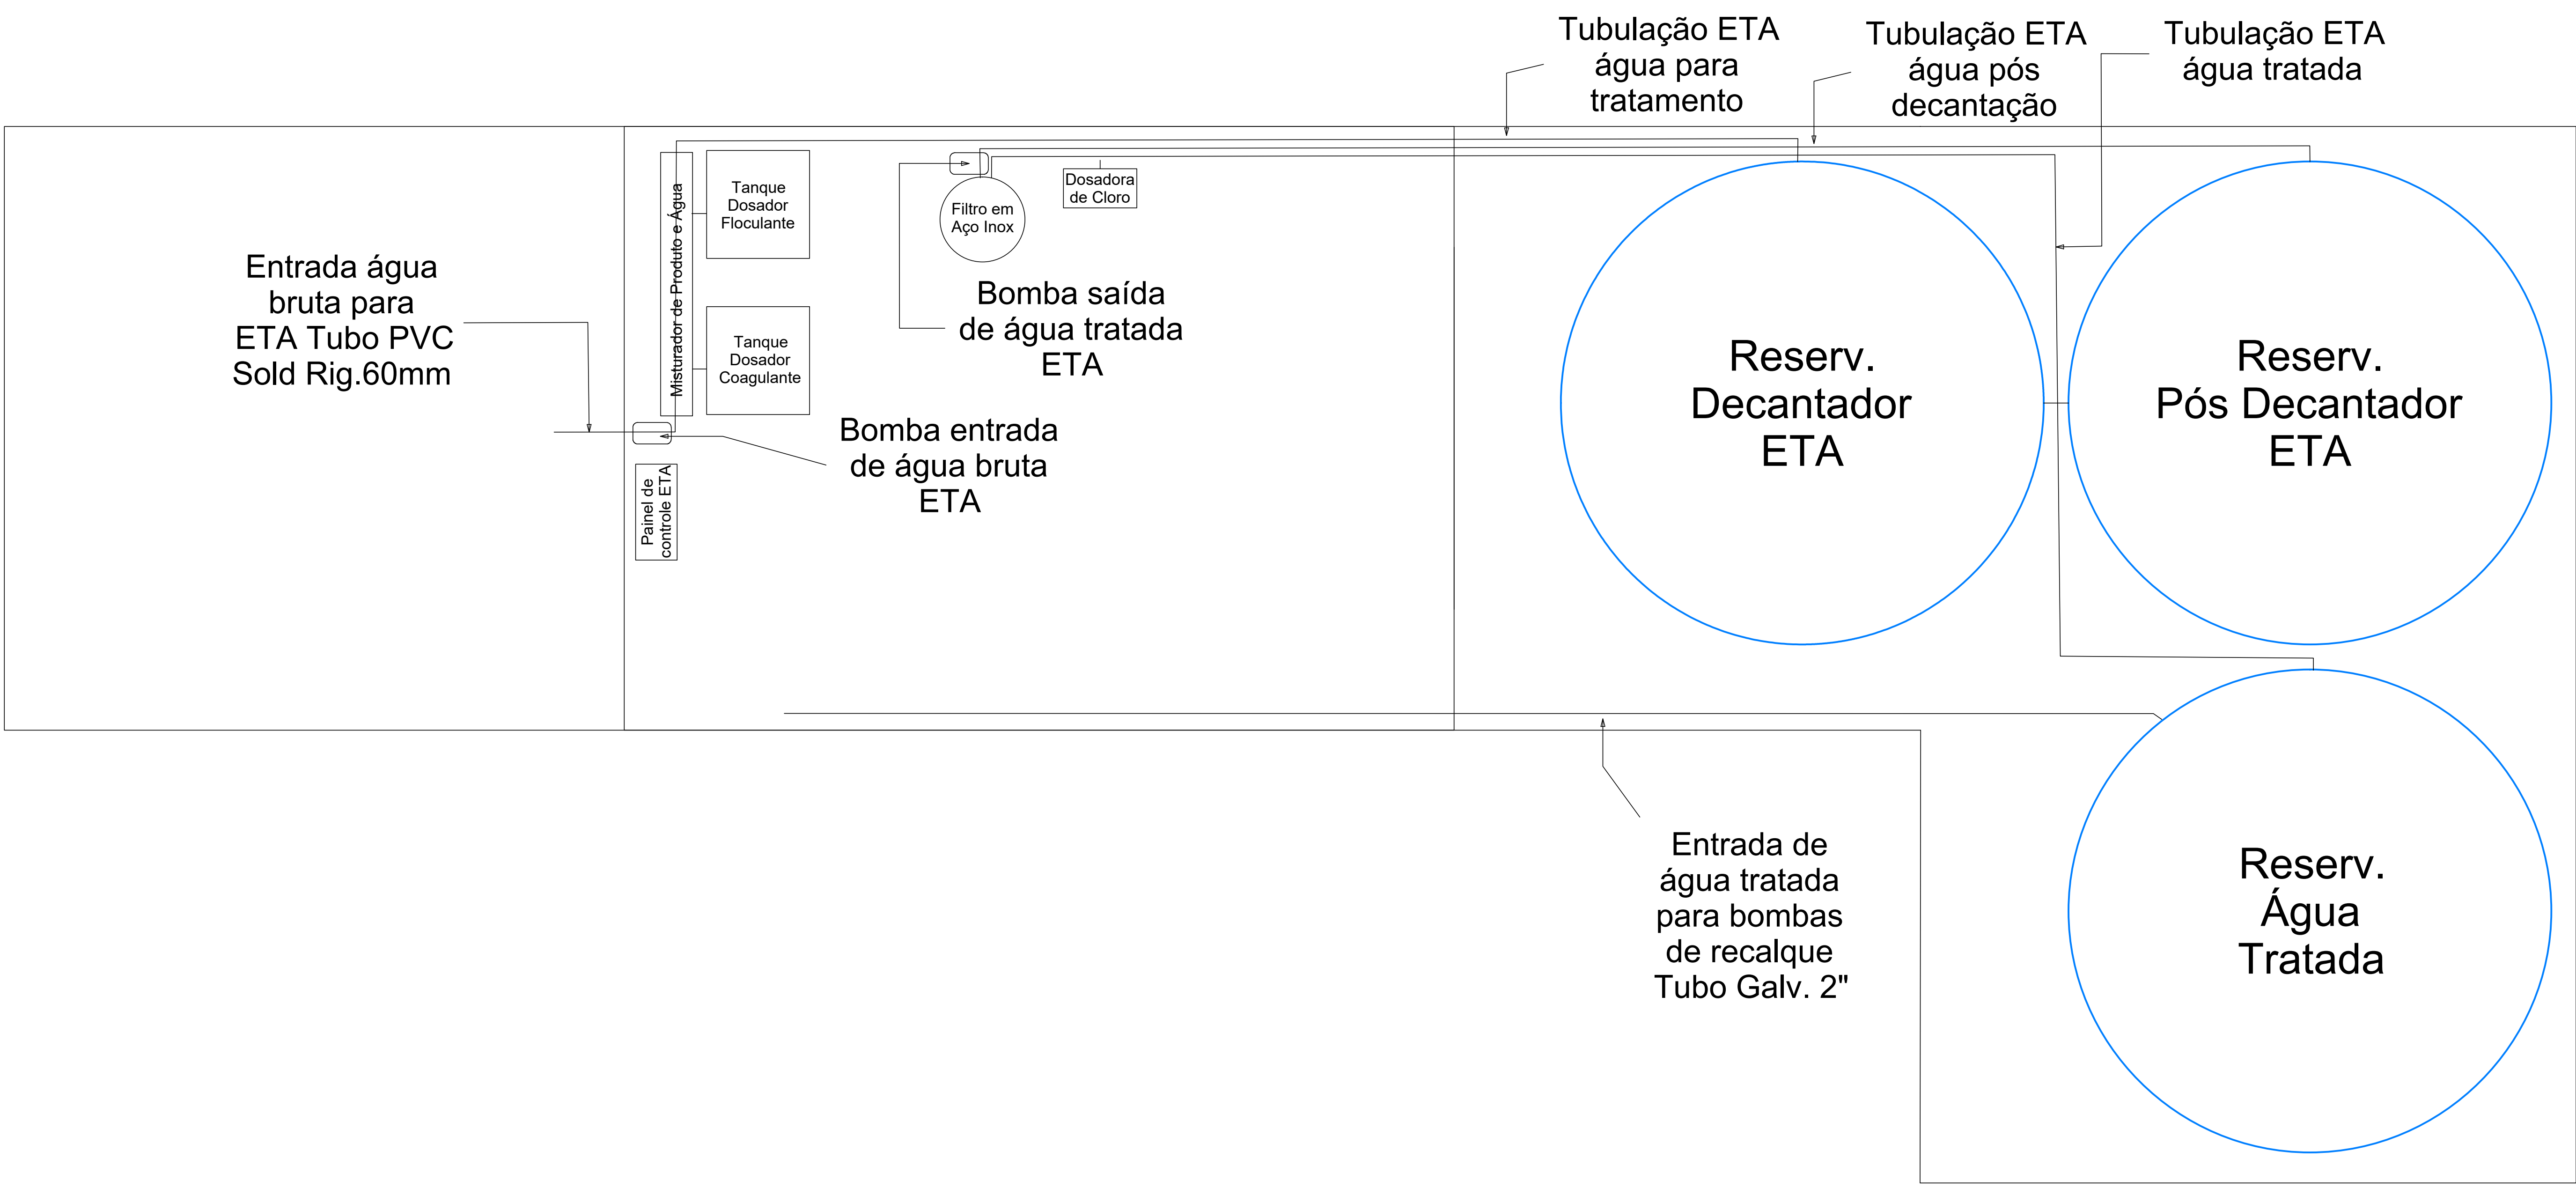 Tubulação ETA
água para
tratamento
Tubulação ETA
água pós
decantação
Tubulação ETA
água tratada
Entrada água
bruta para
ETA Tubo PVC
Sold Rig.60mm
Misturador de Produto e Água
Tanque
Dosador
Floculante
Tanque
Dosador
Coagulante
Painel de
controle ETA
Filtro em
Aço Inox
Dosadora
de Cloro
Bomba saída
de água tratada
ETA
Bomba entrada
de água bruta
ETA
Reserv.
Decantador
ETA
Reserv.
Pós Decantador
ETA
Entrada de
água tratada
para bombas
de recalque
Tubo Galv. 2"
Reserv.
Água
Tratada